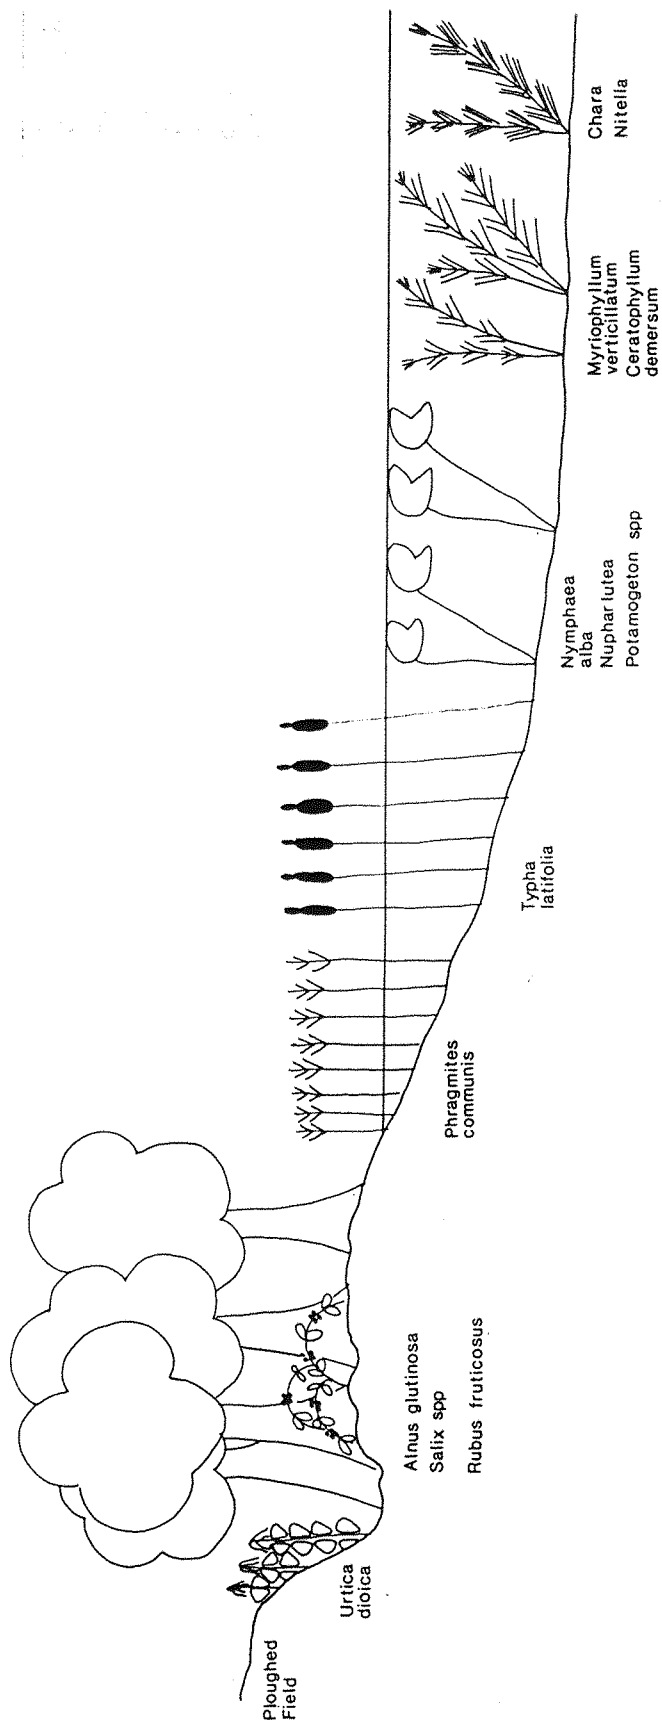 Ploughed
Field
Urtica
dioica
Alnus glutinosa
Salix spp
Rubus fruticosus
Phragmites
communis
Typha
latifolia
Nymphaea
alba
Nuphar lutea
Potamogeton spp
Myriophyllum
verticillatum
Ceratophyllum
demersum
Chara
Nitella